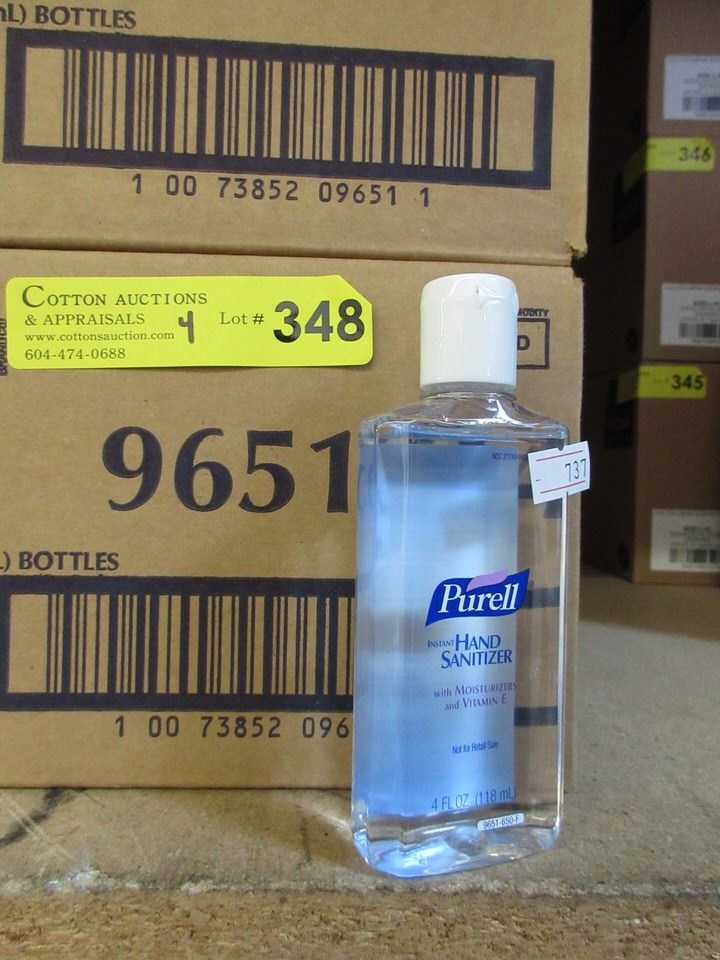 L) BOTTLES
1 00 73852 09651 1
COTTON AUCTIONS
& APPRAISALS
www.cottonsauction.com
604-474-0688
4
Lot # 348
D
9651
L) BOTTLES
1 00 73852 096
737
Purell
INSTANT HAND
SANITIZER
with MOISTURIZERS
and VITAMIN E
Not for Retail Sale
4 FL OZ (118 mL)
9651-650-F
346
345